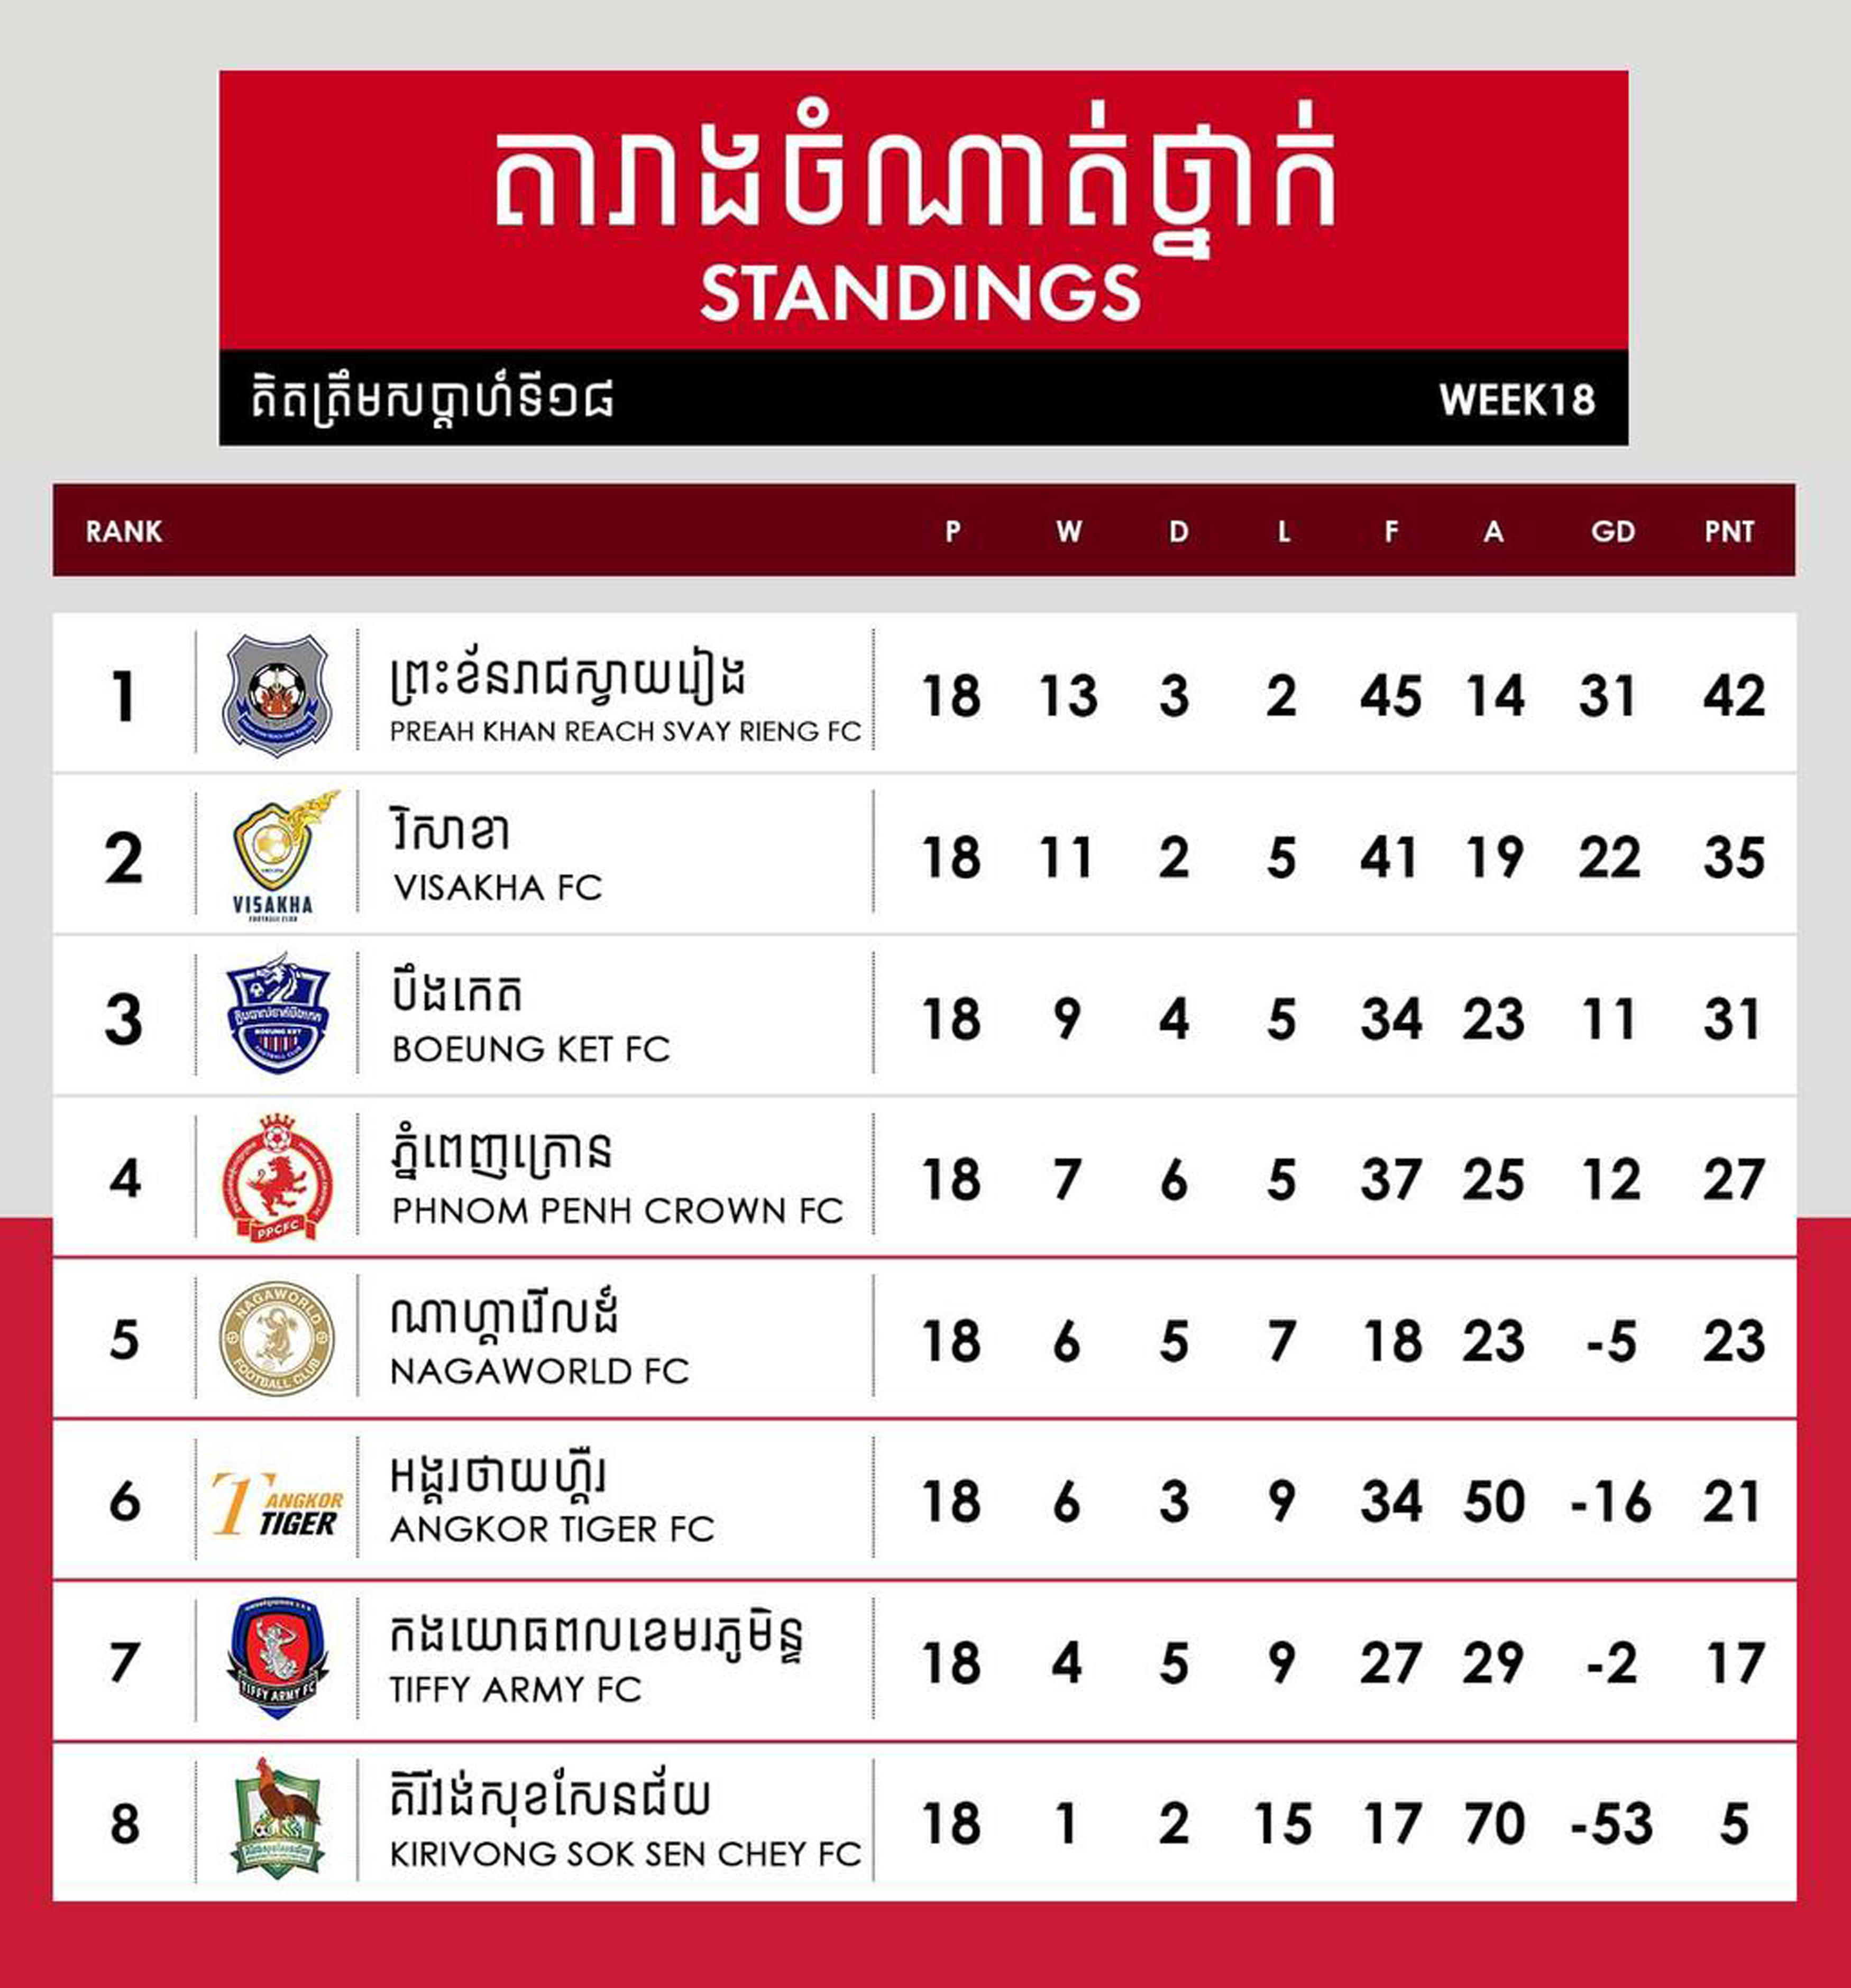 តារាងចំណាត់ថ្នាក់
STANDINGS
គិតត្រឹមសប្តាហ៍ទី១៨ WEEK18
RANK P W D L F A GD PNT
1 ព្រះខ័នរាជស្វាយរៀង
PREAH KHAN REACH SVAY RIENG FC 18 13 3 2 45 14 31 42
2 វិសាខា
VISAKHA FC 18 11 2 5 41 19 22 35
VISAKHA
FOOTBALL CLUB
3 បឹងកេត
BOEUNG KET FC 18 9 4 5 34 23 11 31
BOEUNG KET
FOOTBALL CLUB
4 ភ្នំពេញក្រោន
PHNOM PENH CROWN FC 18 7 6 5 37 25 12 27
PPCFC
5 ណាហ្គាវើលដ៍
NAGAWORLD FC 18 6 5 7 18 23 -5 23
NAGAWORLD
FOOTBALL CLUB
6 អង្គរថាយហ្គឺរ
ANGKOR TIGER FC 18 6 3 9 34 50 -16 21
ANGKOR
TIGER
7 កងយោធពលខេមរភូមិន្ទ
TIFFY ARMY FC 18 4 5 9 27 29 -2 17
TIFFY ARMY FC
8 គិរីវង់សុខសែនជ័យ
KIRIVONG SOK SEN CHEY FC 18 1 2 15 17 70 -53 5